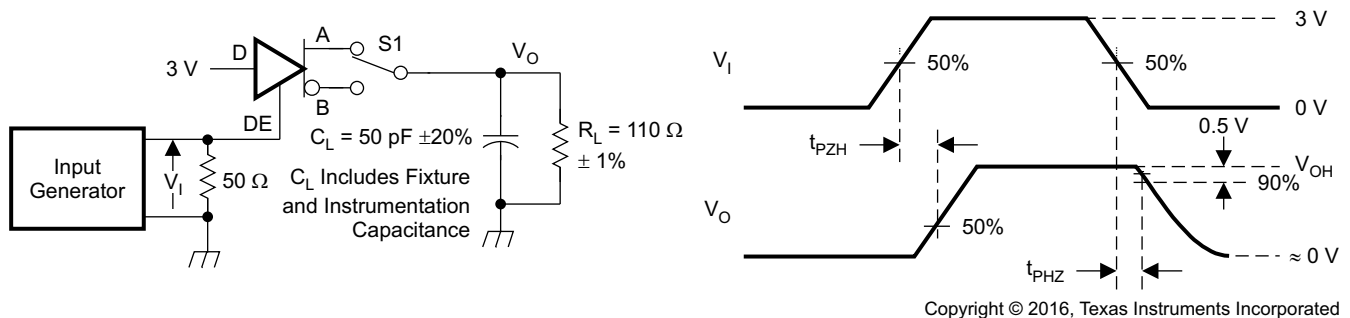 3 V
D
A
S1
V_O
B
DE
C_L = 50 pF ±20%
R_L = 110 Ω
± 1%
Input
Generator
V_I
50 Ω
C_L Includes Fixture
and Instrumentation
Capacitance
3 V
V_I
50%
50%
0 V
0.5 V
t_PZH
V_OH
90%
V_O
50%
≈ 0 V
t_PHZ
Copyright © 2016, Texas Instruments Incorporated